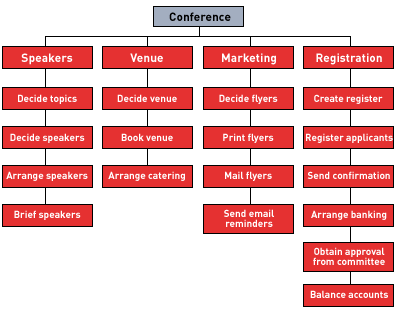 Conference
Speakers
Decide topics
Decide speakers
Arrange speakers
Brief speakers
Venue
Decide venue
Book venue
Arrange catering
Marketing
Decide flyers
Print flyers
Mail flyers
Send email
reminders
Registration
Create register
Register applicants
Send confirmation
Arrange banking
Obtain approval
from committee
Balance accounts